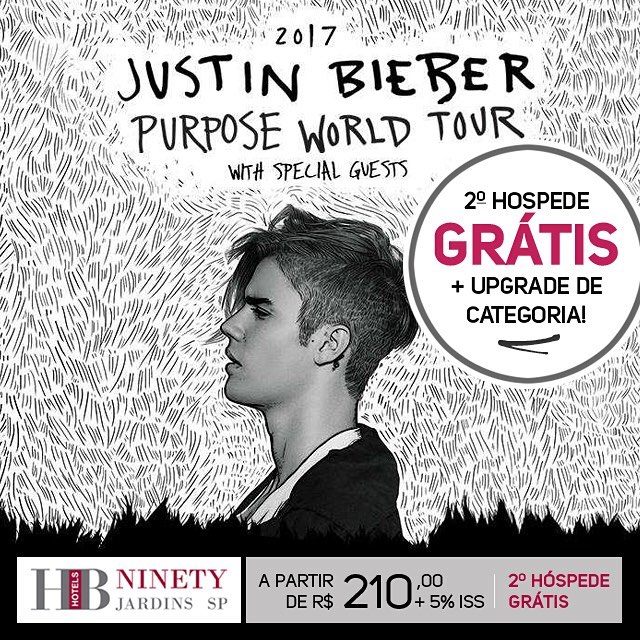 2017
JUSTIN BIEBER
PURPOSE WORLD TOUR
WITH SPECIAL GUESTS
2º HOSPEDE
GRÁTIS
+ UPGRADE DE
CATEGORIA!
HB HOTELS
NINETY
JARDINS SP
A PARTIR
DE R$ 210,00
+ 5% ISS
2º HÓSPEDE
GRÁTIS